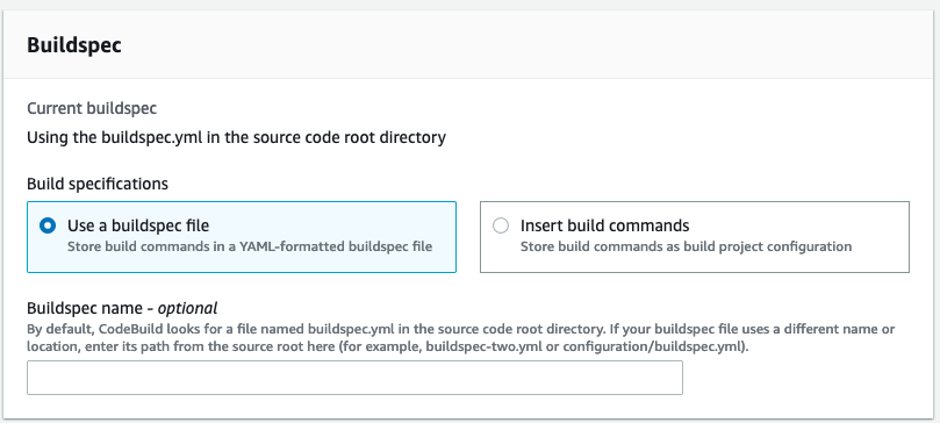 Buildspec
Current buildspec
Using the buildspec.yml in the source code root directory
Build specifications
Use a buildspec file
Store build commands in a YAML-formatted buildspec file
Insert build commands
Store build commands as build project configuration
Buildspec name - optional
By default, CodeBuild looks for a file named buildspec.yml in the source code root directory. If your buildspec file uses a different name or
location, enter its path from the source root here (for example, buildspec-two.yml or configuration/buildspec.yml).